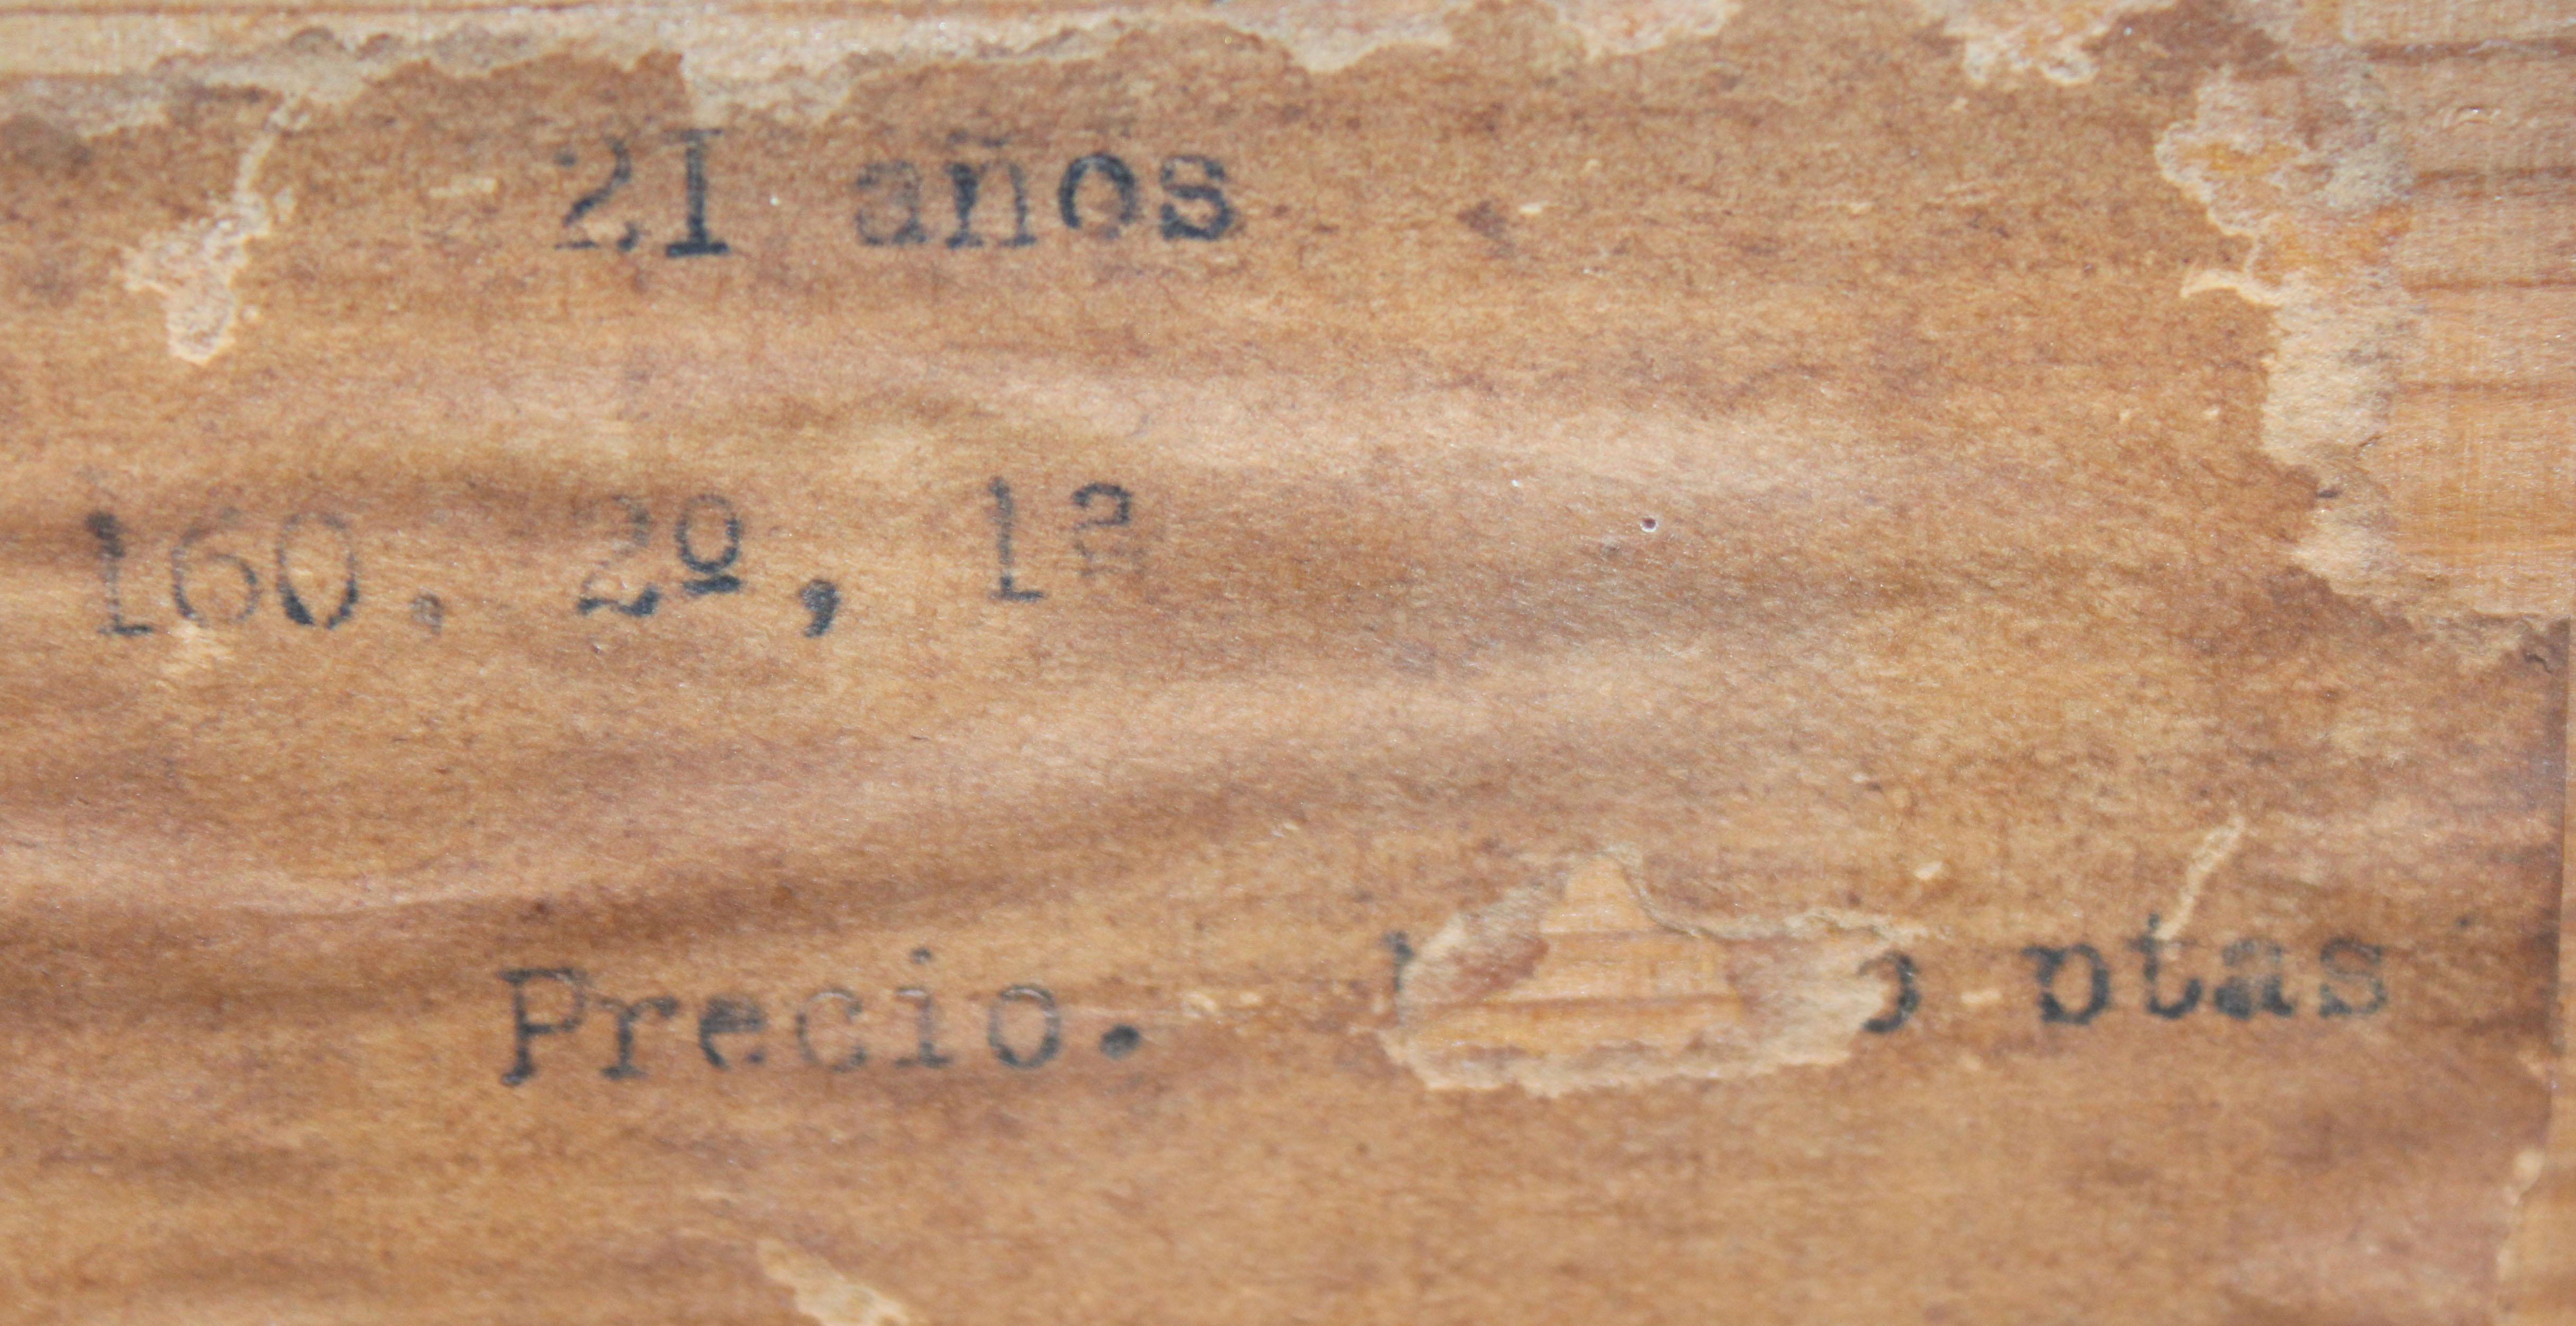 21 años
160. 2º, 1ª
Precio. ptas